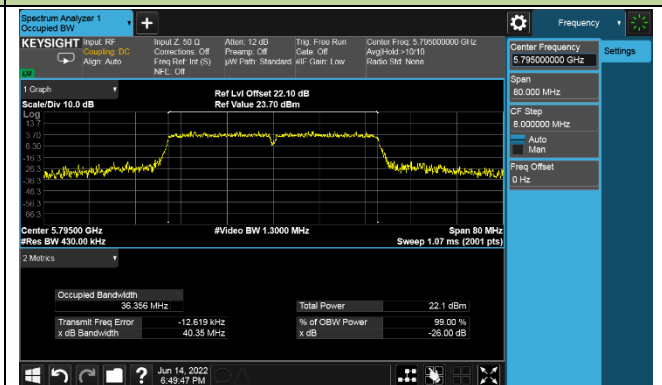 Spectrum Analyzer 1
Occupied BW
+
Frequency
KEYSIGHT Input: RF
Coupling: DC
Align: Auto
Input Z: 50 Ω
Corrections: Off
Freq Ref: Int (S)
NFE: Off
Atten: 12 dB
Preamp: Off
µW Path: Standard
Trig: Free Run
Gate: Off
#IF Gain: Low
Center Freq: 5.795000000 GHz
Avg|Hold:>10/10
Radio Std: None
LXI
Center Frequency
5.795000000 GHz
Settings
Span
80.000 MHz
CF Step
8.000000 MHz
Auto
Man
Freq Offset
0 Hz
1 Graph
Scale/Div 10.0 dB
Ref Lvl Offset 22.10 dB
Ref Value 23.70 dBm
Log
13.7
3.70
-6.30
-16.3
-26.3
-36.3
-46.3
-56.3
-66.3
Center 5.79500 GHz
#Res BW 430.00 kHz
#Video BW 1.3000 MHz
Span 80 MHz
Sweep 1.07 ms (2001 pts)
2 Metrics
Occupied Bandwidth
36.356 MHz
Total Power 22.1 dBm
Transmit Freq Error -12.619 kHz
% of OBW Power 99.00 %
x dB Bandwidth 40.35 MHz
x dB -26.00 dB
?
Jun 14, 2022
6:49:47 PM